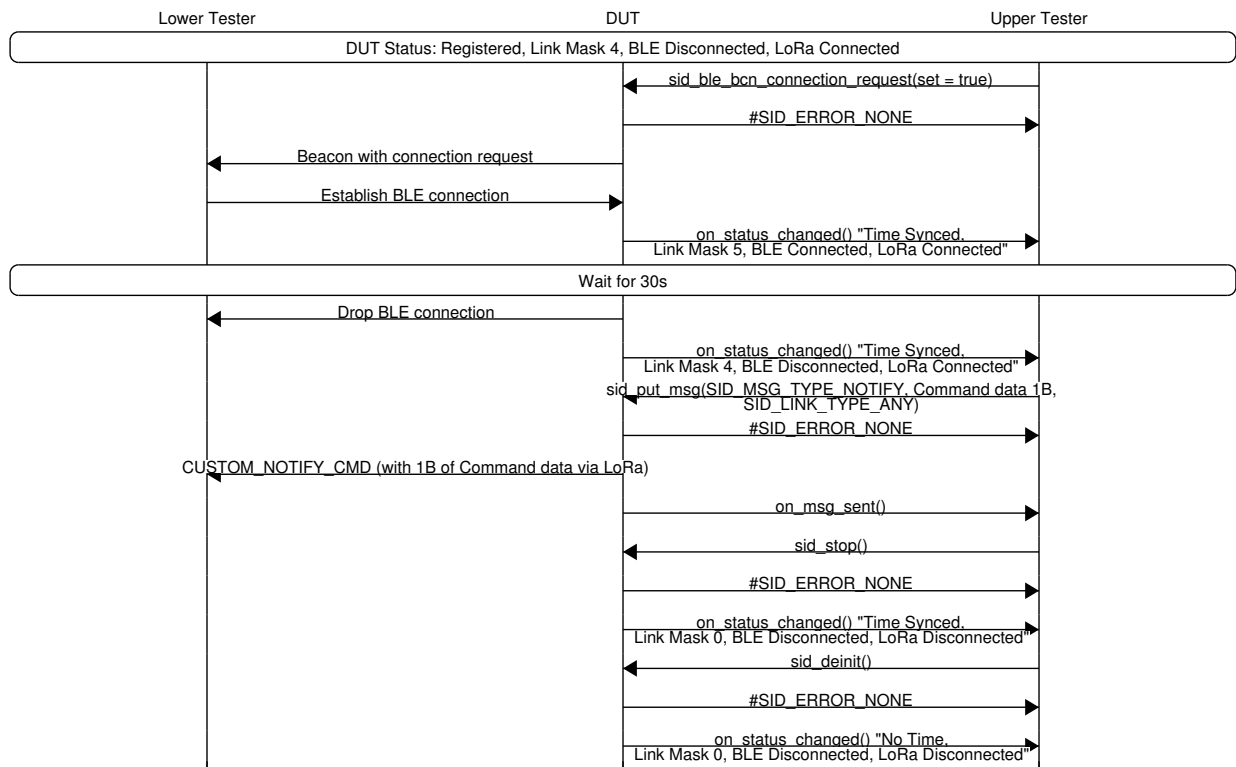 Lower Tester DUT Upper Tester
DUT Status: Registered, Link Mask 4, BLE Disconnected, LoRa Connected
sid_ble_bcn_connection_request(set = true)
#SID_ERROR_NONE
Beacon with connection request
Establish BLE connection
on_status_changed() "Time Synced,
Link Mask 5, BLE Connected, LoRa Connected"
Wait for 30s
Drop BLE connection
on_status_changed() "Time Synced,
Link Mask 4, BLE Disconnected, LoRa Connected"
sid_put_msg(SID_MSG_TYPE_NOTIFY, Command data 1B,
SID_LINK_TYPE_ANY)
#SID_ERROR_NONE
CUSTOM_NOTIFY_CMD (with 1B of Command data via LoRa)
on_msg_sent()
sid_stop()
#SID_ERROR_NONE
on_status_changed() "Time Synced,
Link Mask 0, BLE Disconnected, LoRa Disconnected"
sid_deinit()
#SID_ERROR_NONE
on_status_changed() "No Time,
Link Mask 0, BLE Disconnected, LoRa Disconnected"